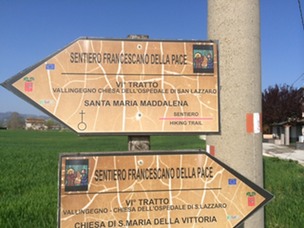 SENTIERO FRANCESCANO DELLA PACE
VI° TRATTO
VALLINGEGNO CHIESA DELL'OSPEDALE DI SAN LAZZARO
SANTA MARIA MADDALENA
SENTIERO
HIKING TRAIL
SENTIERO FRANCESCANO DELLA PACE
VI° TRATTO
VALLINGEGNO - CHIESA DELL'OSPEDALE DI S.LAZZARO
CHIESA DI S.MARIA DELLA VITTORIA